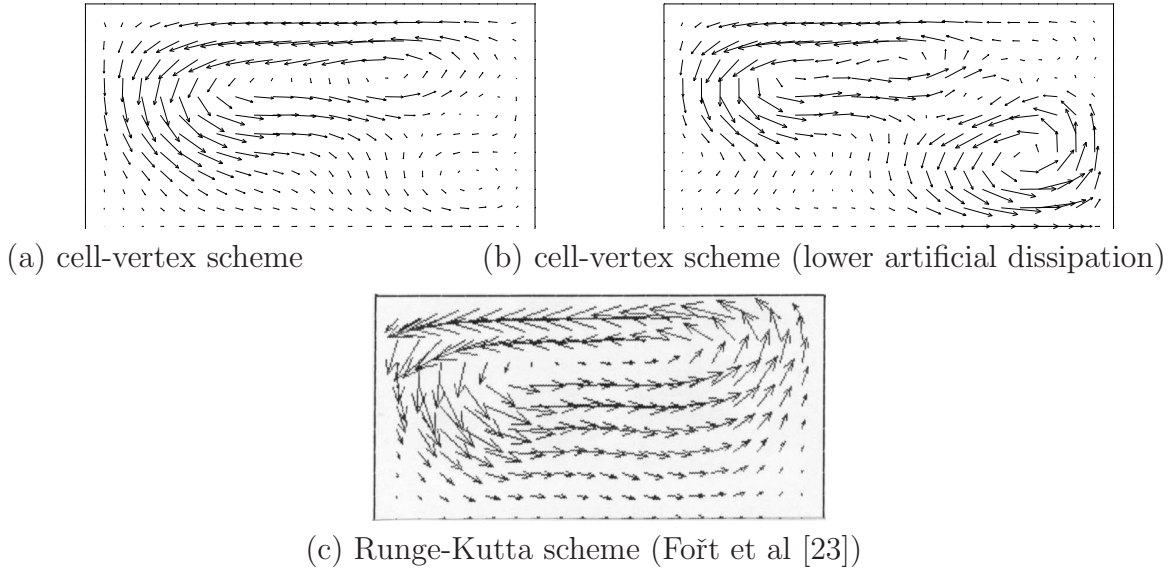 (a) cell-vertex scheme
(b) cell-vertex scheme (lower artificial dissipation)
(c) Runge-Kutta scheme (Fořt et al [23])